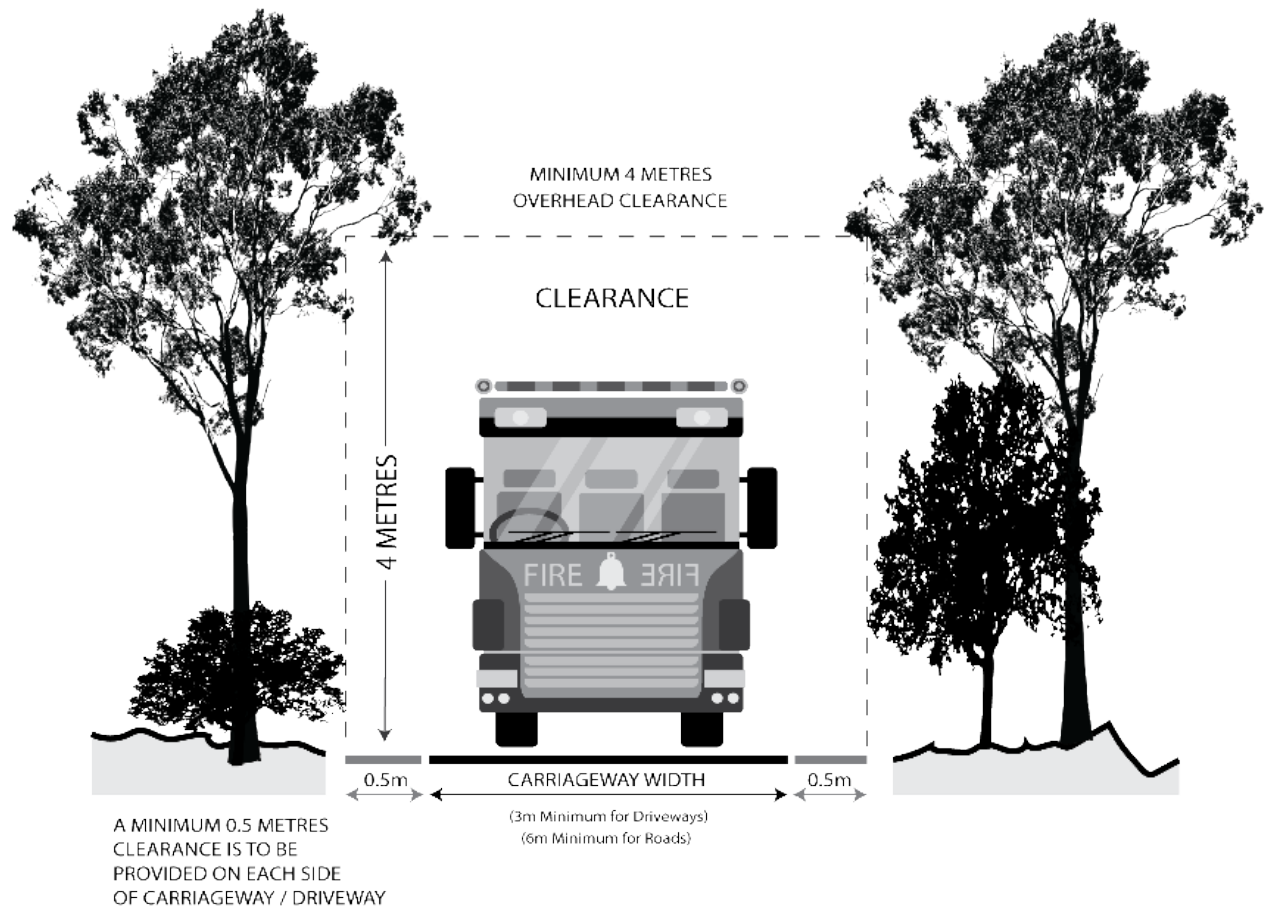 MINIMUM 4 METRES
OVERHEAD CLEARANCE
CLEARANCE
4 METRES
FIRE FIRE
0.5m
CARRIAGEWAY WIDTH
0.5m
(3m Minimum for Driveways)
(6m Minimum for Roads)
A MINIMUM 0.5 METRES
CLEARANCE IS TO BE
PROVIDED ON EACH SIDE
OF CARRIAGEWAY / DRIVEWAY